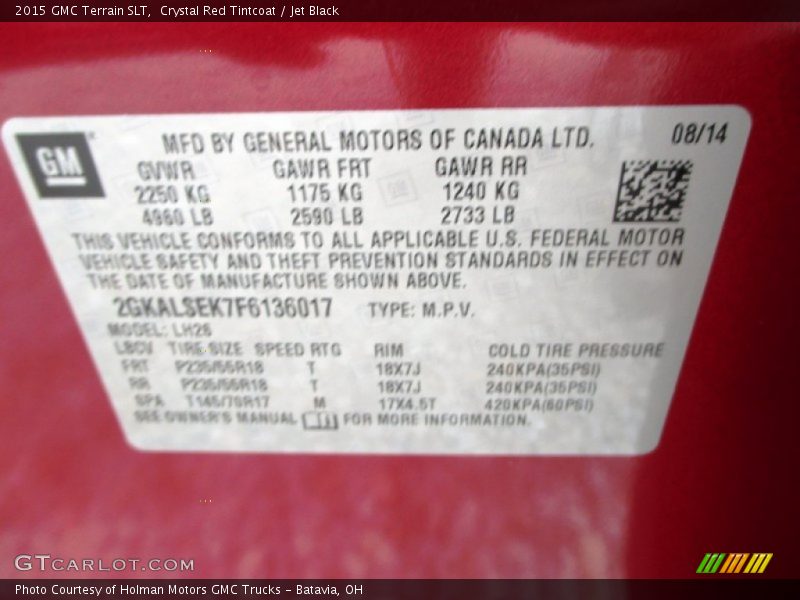 2015 GMC Terrain SLT,  Crystal Red Tintcoat / Jet Black
GM
MFD BY GENERAL MOTORS OF CANADA LTD.
08/14
GVWR GAWR FRT GAWR RR
2250 KG 1175 KG 1240 KG
4960 LB 2590 LB 2733 LB
THIS VEHICLE CONFORMS TO ALL APPLICABLE U.S. FEDERAL MOTOR
VEHICLE SAFETY AND THEFT PREVENTION STANDARDS IN EFFECT ON
THE DATE OF MANUFACTURE SHOWN ABOVE.
2GKALSEK7F6136017 TYPE: M.P.V.
MODEL: LH26
LBCV TIRE SIZE SPEED RTG RIM COLD TIRE PRESSURE
FRT P235/55R18 T 18X7J 240KPA(35PSI)
RR P235/55R18 T 18X7J 240KPA(35PSI)
SPA T145/70R17 M 17X4.5T 420KPA(60PSI)
SEE OWNER'S MANUAL FOR MORE INFORMATION.
GTCARLOT.COM
Photo Courtesy of Holman Motors GMC Trucks - Batavia, OH